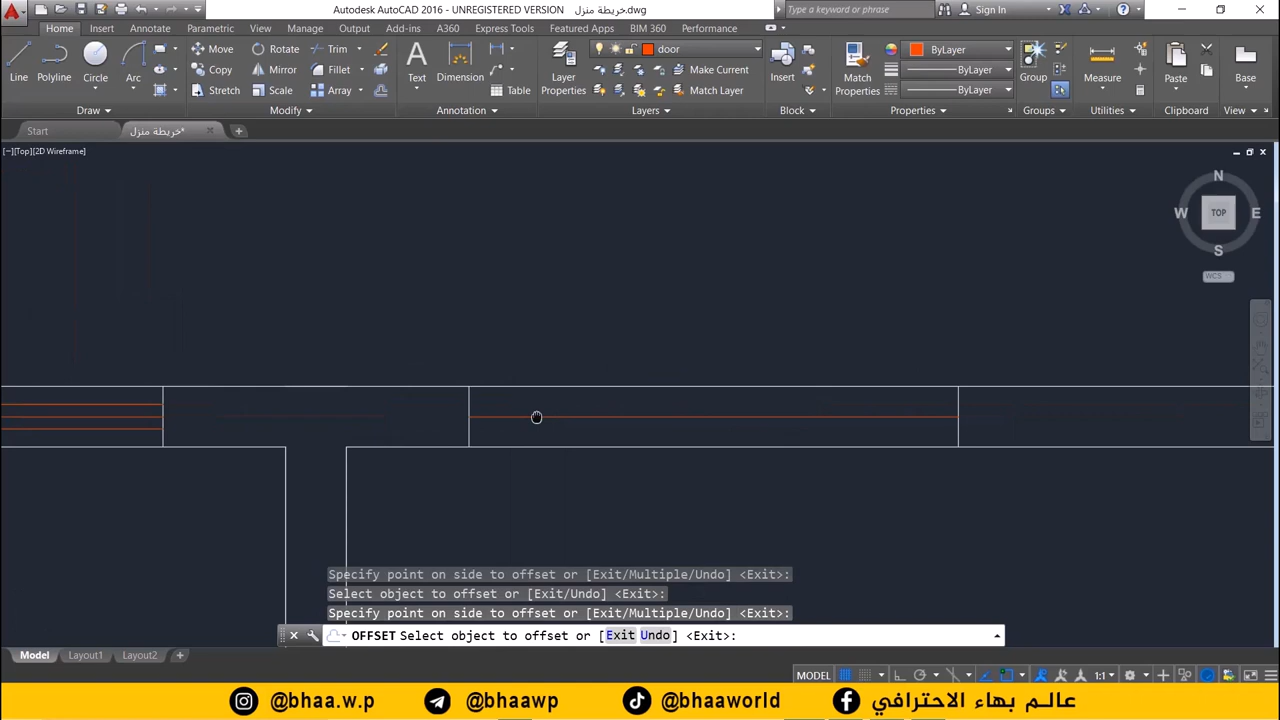 Autodesk AutoCAD 2016 - UNREGISTERED VERSION خريطة منزل.dwg
Type a keyword or phrase
Sign In
Home Insert Annotate Parametric View Manage Output Add-ins A360 Express Tools Featured Apps BIM 360 Performance
Line Polyline Circle Arc
Move Rotate Trim
Copy Mirror Fillet
Stretch Scale Array
Text Dimension Table
Layer Properties
door
Make Current
Match Layer
Insert
Match Properties
ByLayer
ByLayer
ByLayer
Group
Measure
Paste
Base
Draw Modify Annotation Layers Block Properties Groups Utilities Clipboard View
Start
خريطة منزل*
[−][Top][2D Wireframe]
N
W TOP E
S
WCS
Specify point on side to offset or [Exit/Multiple/Undo] <Exit>:
Select object to offset or [Exit/Undo] <Exit>:
Specify point on side to offset or [Exit/Multiple/Undo] <Exit>:
OFFSET Select object to offset or [Exit Undo] <Exit>:
Model Layout1 Layout2
MODEL
1:1
@bhaa.w.p @bhaawp @bhaaworld عالم بهاء الاحترافي